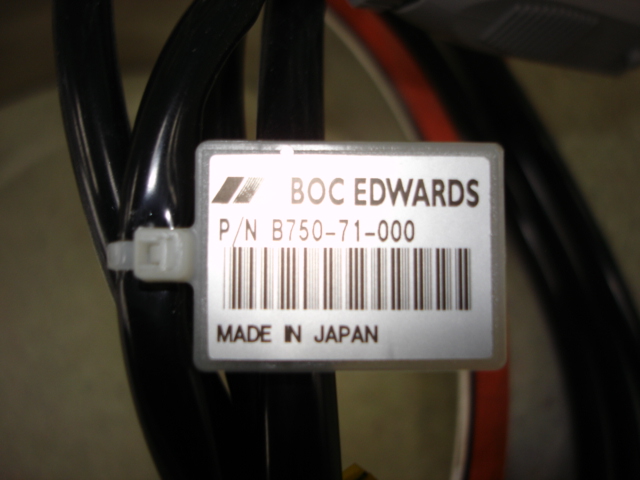 BOC EDWARDS
P/N B750-71-000
MADE IN JAPAN